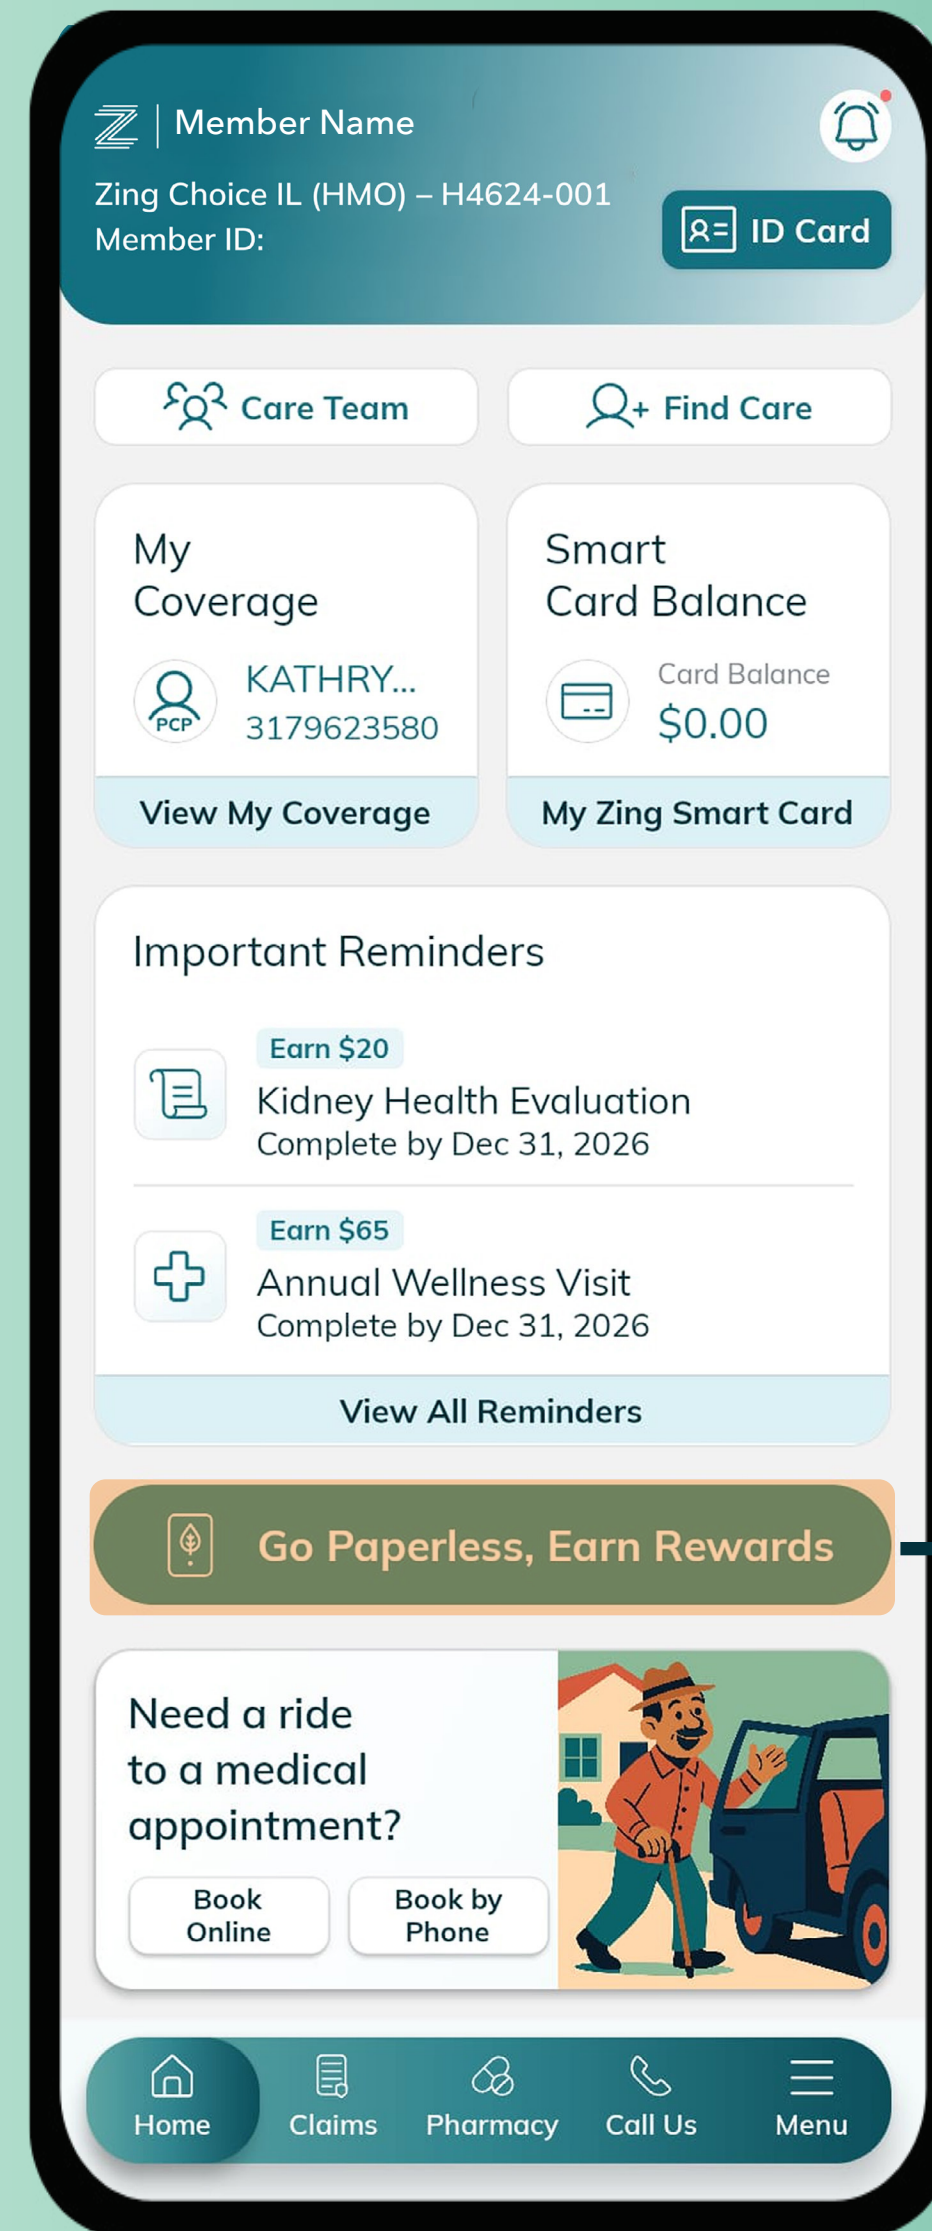 Member Name
Zing Choice IL (HMO) – H4624-001
Member ID:
ID Card
Care Team
Find Care
My
Coverage
PCP
KATHRY...
3179623580
View My Coverage
Smart
Card Balance
Card Balance
$0.00
My Zing Smart Card
Important Reminders
Earn $20
Kidney Health Evaluation
Complete by Dec 31, 2026
Earn $65
Annual Wellness Visit
Complete by Dec 31, 2026
View All Reminders
Go Paperless, Earn Rewards
Need a ride
to a medical
appointment?
Book
Online
Book by
Phone
Home
Claims
Pharmacy
Call Us
Menu